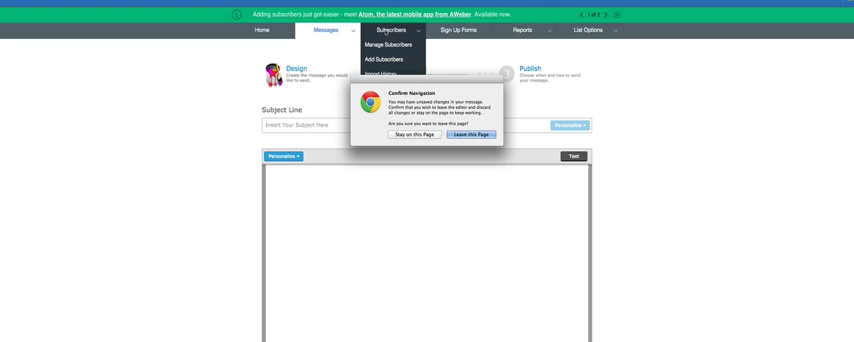 Adding subscribers just got easier - meet Atom, the latest mobile app from AWeber. Available now.
1 of 2
Home
Messages
Subscribers
Sign Up Forms
Reports
List Options
Manage Subscribers
Add Subscribers
Import History
Design
Create the message you would
like to send.
3
Publish
Choose when and how to send
your message.
Confirm Navigation
You may have unsaved changes in your message.
Confirm that you wish to leave the editor and discard
all changes or stay on the page to keep working.
Are you sure you want to leave this page?
Stay on this Page
Leave this Page
Subject Line
Insert Your Subject Here
Personalize
Personalize
Test